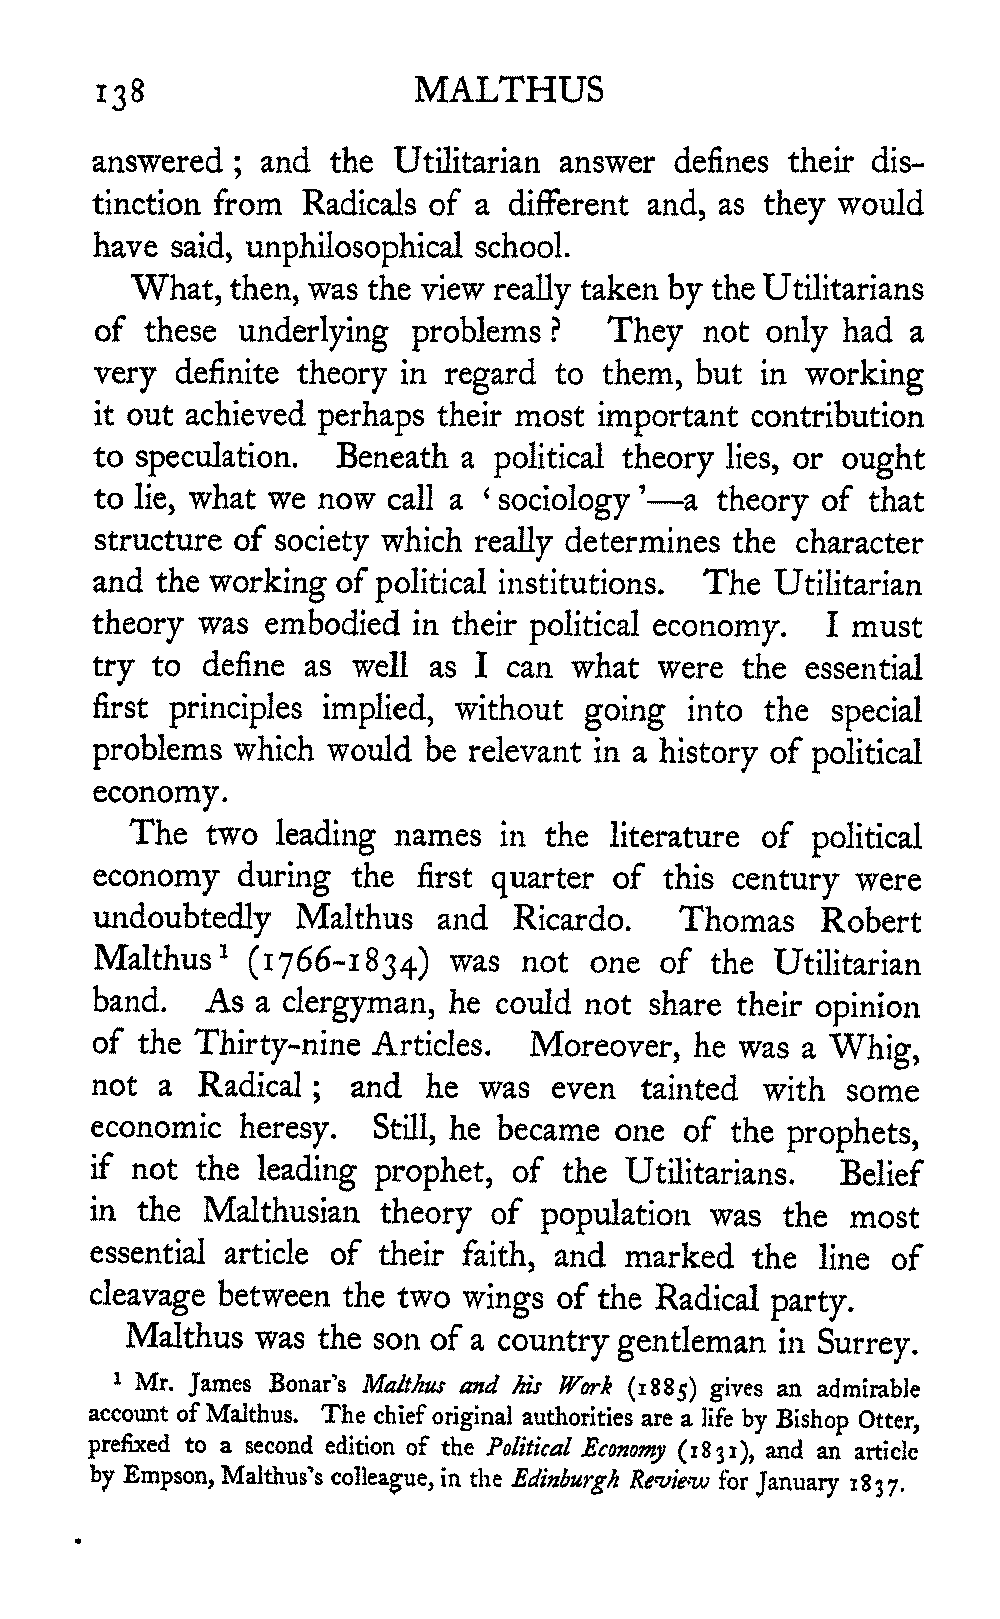 138 MALTHUS
answered ; and the Utilitarian answer defines their dis-
tinction from Radicals of a different and, as they would
have said, unphilosophical school.
What, then, was the view really taken by the Utilitarians
of these underlying problems ? They not only had a
very definite theory in regard to them, but in working
it out achieved perhaps their most important contribution
to speculation. Beneath a political theory lies, or ought
to lie, what we now call a ‘ sociology ’—a theory of that
structure of society which really determines the character
and the working of political institutions. The Utilitarian
theory was embodied in their political economy. I must
try to define as well as I can what were the essential
first principles implied, without going into the special
problems which would be relevant in a history of political
economy.
The two leading names in the literature of political
economy during the first quarter of this century were
undoubtedly Malthus and Ricardo. Thomas Robert
Malthus¹ (1766-1834) was not one of the Utilitarian
band. As a clergyman, he could not share their opinion
of the Thirty-nine Articles. Moreover, he was a Whig,
not a Radical ; and he was even tainted with some
economic heresy. Still, he became one of the prophets,
if not the leading prophet, of the Utilitarians. Belief
in the Malthusian theory of population was the most
essential article of their faith, and marked the line of
cleavage between the two wings of the Radical party.
Malthus was the son of a country gentleman in Surrey.
¹ Mr. James Bonar's Malthus and his Work (1885) gives an admirable
account of Malthus. The chief original authorities are a life by Bishop Otter,
prefixed to a second edition of the Political Economy (1831), and an article
by Empson, Malthus's colleague, in the Edinburgh Review for January 1837.